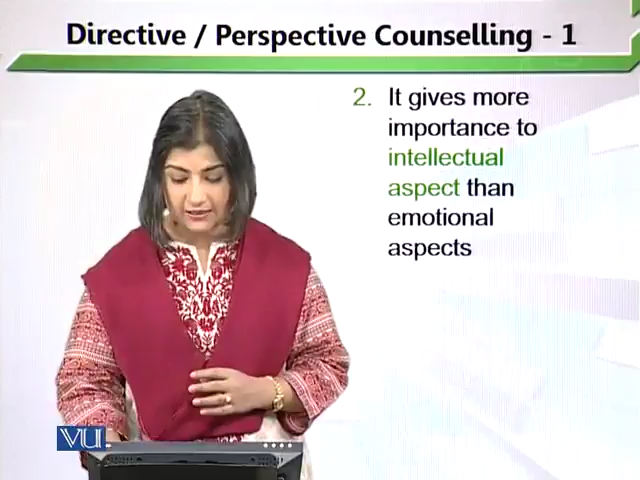 Directive / Perspective Counselling - 1
2. It gives more
importance to
intellectual
aspect than
emotional
aspects
VU